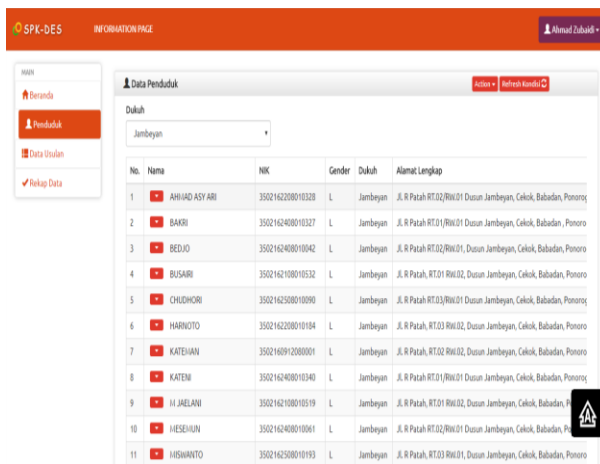 SPK-DES INFORMATION PAGE Ahmad Zubaidi
MAIN
Beranda
Penduduk
Data Usulan
Rekap Data
Data Penduduk Action Refresh Kondisi
Dukuh
Jambeyan
No. Nama NIK Gender Dukuh Alamat Lengkap
1 AHMAD ASY ARI 3502162208010328 L Jambeyan Jl. R Patah RT.02/RW.01 Dusun Jambeyan, Cekok, Babadan, Ponorog
2 BAKRI 3502162408010327 L Jambeyan Jl. R Patah RT.01/RW.01 Dusun Jambeyan, Cekok, Babadan , Ponoro
3 BEDJO 3502162408010042 L Jambeyan Jl. R Patah RT.02/RW.01, Dusun Jambeyan, Cekok, Babadan, Ponoro
4 BUSAIRI 3502162108010532 L Jambeyan Jl. R Patah, RT.01 RW.02, Dusun Jambeyan, Cekok, Babadan, Ponoro
5 CHUDHORI 3502162508010090 L Jambeyan Jl. R Patah RT.03/RW.01 Dusun Jambeyan, Cekok, Babadan, Ponorog
6 HARNOTO 3502162208010184 L Jambeyan Jl. R Patah, RT.03 RW.02, Dusun Jambeyan, Cekok, Babadan, Ponoro
7 KATEMAN 3502160912080001 L Jambeyan Jl. R Patah, RT.02 RW.02, Dusun Jambeyan, Cekok, Babadan, Ponoro
8 KATENI 3502162408010340 L Jambeyan Jl. R Patah RT.01/RW.01 Dusun Jambeyan, Cekok, Babadan, Ponorog
9 M JAELANI 3502162108010519 L Jambeyan Jl. R Patah, RT.01 RW.02, Dusun Jambeyan, Cekok, Babadan, P
10 MESEMUN 3502162408010061 L Jambeyan Jl. R Patah RT.02/RW.01 Dusun Jambeyan, Cekok, Babadan, Po
11 MISWANTO 3502162508010193 L Jambeyan Jl. R Patah, RT.03 RW.01, Dusun Jambeyan, Cekok, Babadan, Ponoro